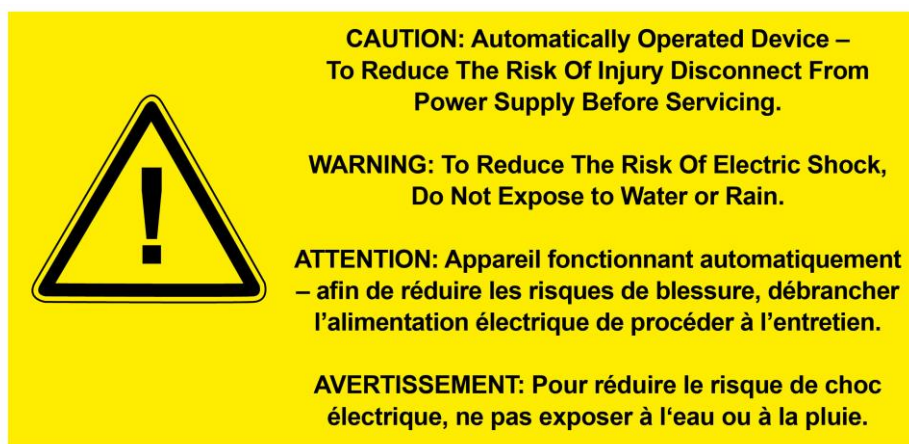 CAUTION: Automatically Operated Device –
To Reduce The Risk Of Injury Disconnect From
Power Supply Before Servicing.
WARNING: To Reduce The Risk Of Electric Shock,
Do Not Expose to Water or Rain.
ATTENTION: Appareil fonctionnant automatiquement
– afin de réduire les risques de blessure, débrancher
l’alimentation électrique de procéder à l’entretien.
AVERTISSEMENT: Pour réduire le risque de choc
électrique, ne pas exposer à l‘eau ou à la pluie.